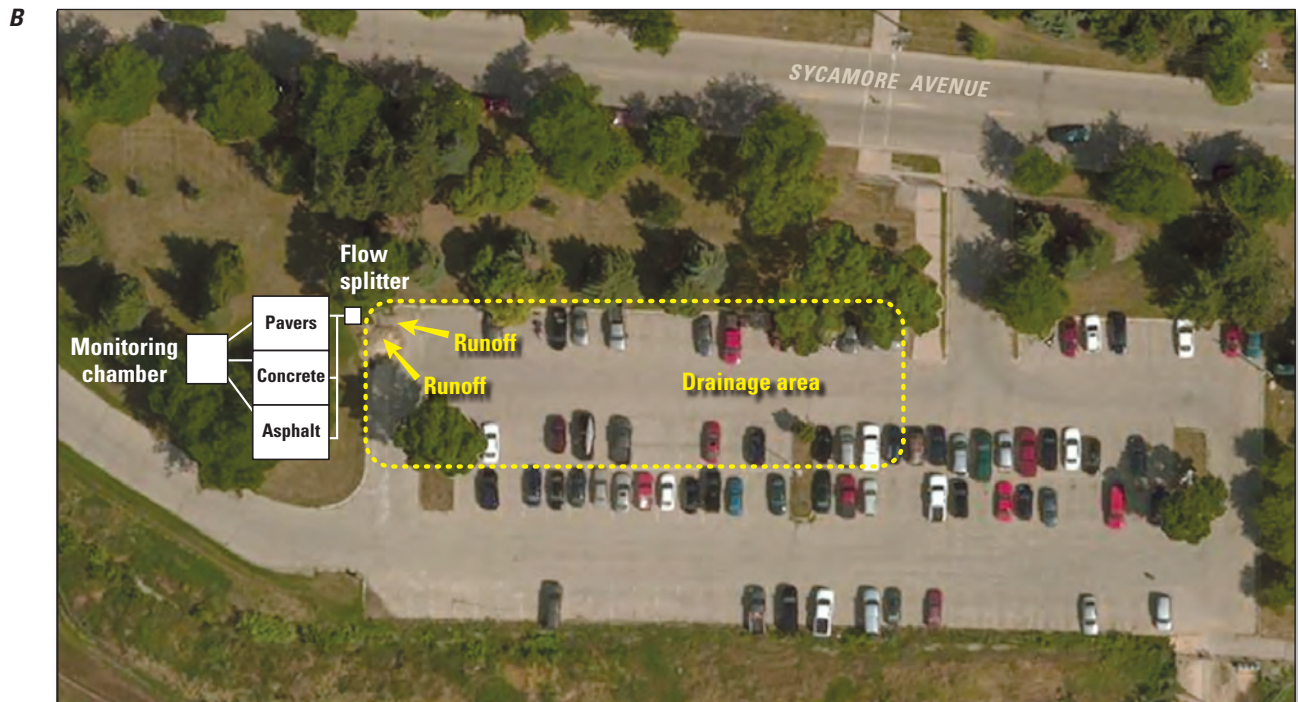 B
SYCAMORE AVENUE
Flow
splitter
Pavers
Monitoring
chamber
Concrete
Asphalt
Runoff
Runoff
Drainage area